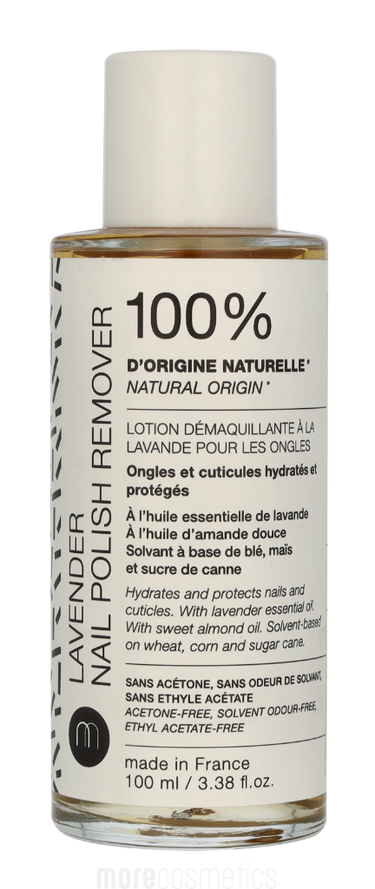 LAVENDER
NAIL POLISH REMOVER
m
100%
D'ORIGINE NATURELLE*
NATURAL ORIGIN*
LOTION DÉMAQUILLANTE À LA
LAVANDE POUR LES ONGLES
Ongles et cuticules hydratés et
protégés
À l'huile essentielle de lavande
À l'huile d'amande douce
Solvant à base de blé, maïs
et sucre de canne
Hydrates and protects nails and
cuticles. With lavender essential oil.
With sweet almond oil. Solvent-based
on wheat, corn and sugar cane.
SANS ACÉTONE, SANS ODEUR DE SOLVANT,
SANS ETHYLE ACÉTATE
ACETONE-FREE, SOLVENT ODOUR-FREE,
ETHYL ACETATE-FREE
made in France
100 ml / 3.38 fl.oz.
morecosmetics